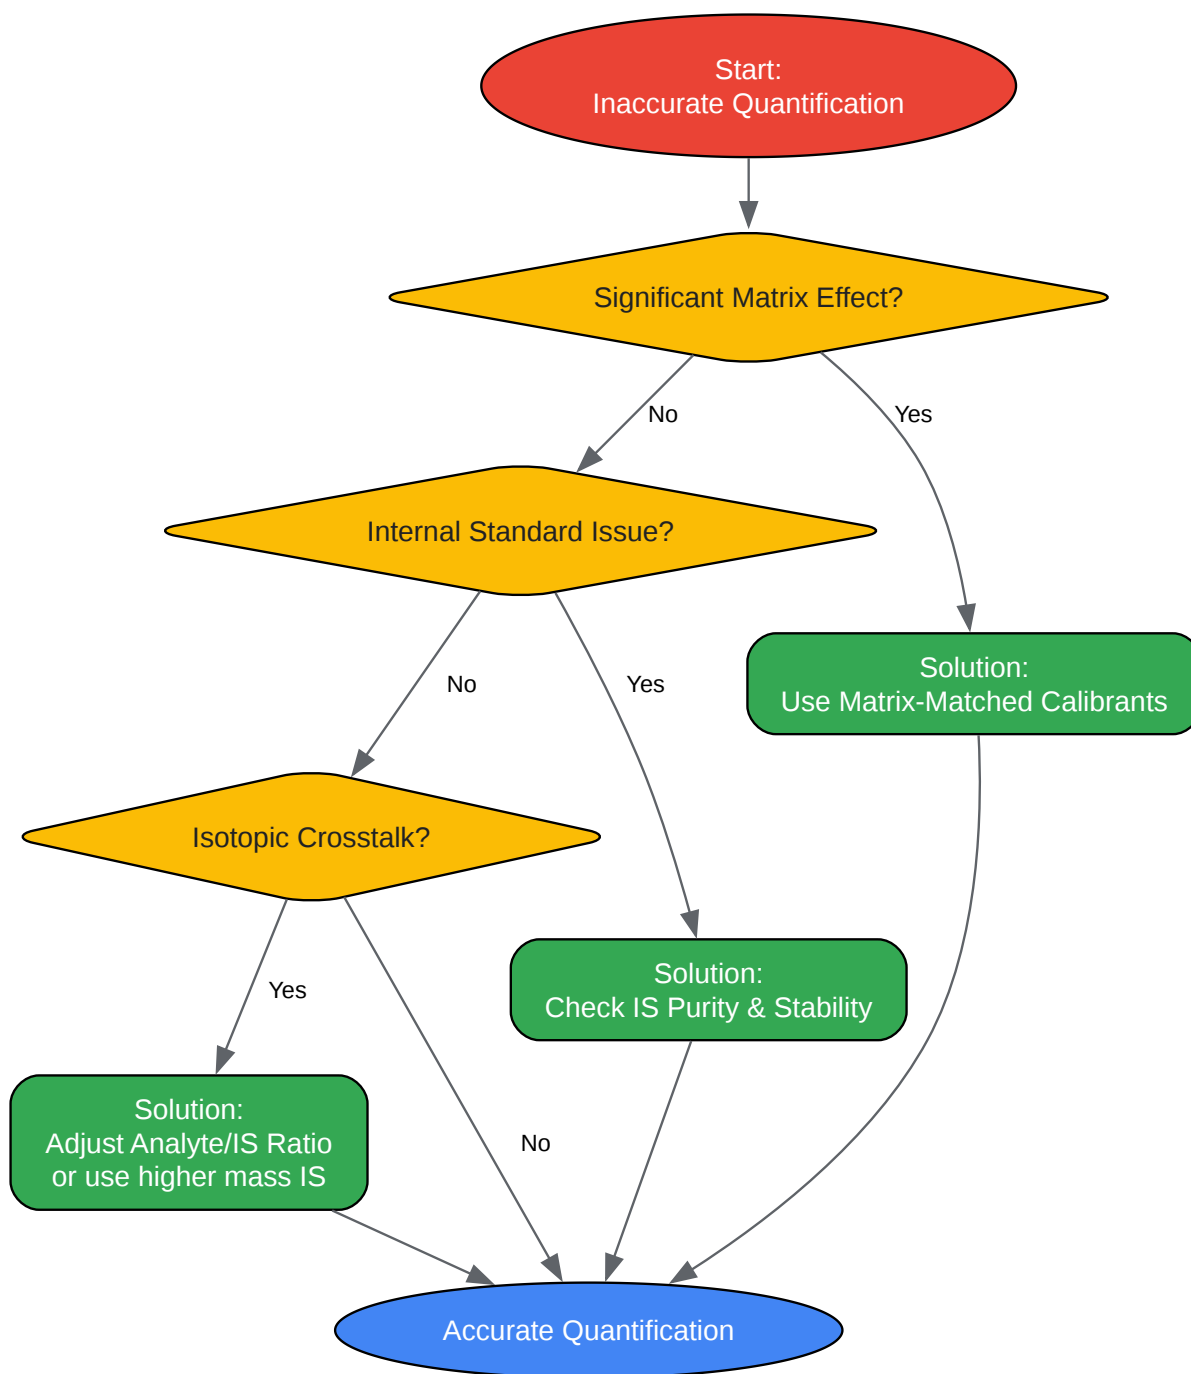 Start:
Inaccurate Quantification
Significant Matrix Effect?
No
Yes
Internal Standard Issue?
No
Yes
Solution:
Use Matrix-Matched Calibrants
Isotopic Crosstalk?
Yes
No
Solution:
Check IS Purity & Stability
Solution:
Adjust Analyte/IS Ratio
or use higher mass IS
Accurate Quantification